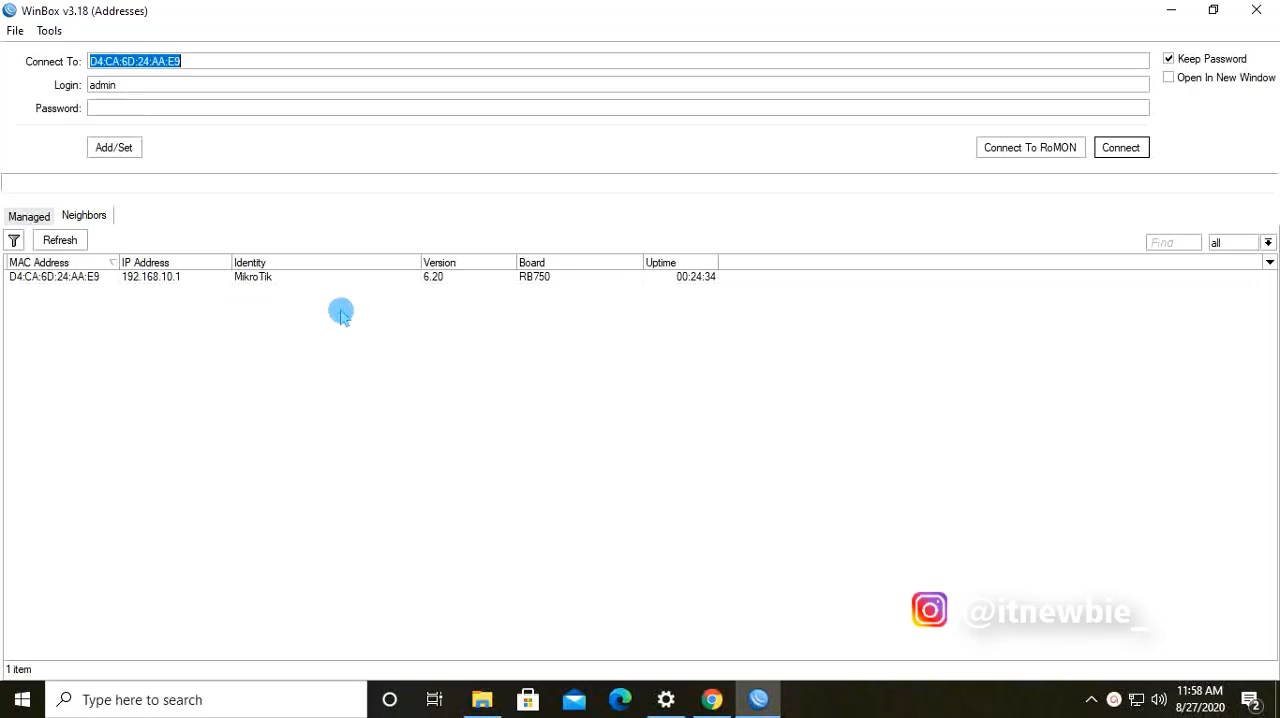 WinBox v3.18 (Addresses)
File Tools
Connect To: D4:CA:6D:24:AA:E9
Keep Password
Open In New Window
Login: admin
Password:
Add/Set
Connect To RoMON
Connect
Managed
Neighbors
Refresh
Find
all
MAC Address IP Address Identity Version Board Uptime
D4:CA:6D:24:AA:E9 192.168.10.1 MikroTik 6.20 RB750 00:24:34
@itnewbie_
1 item
Type here to search
11:58 AM
8/27/2020
2